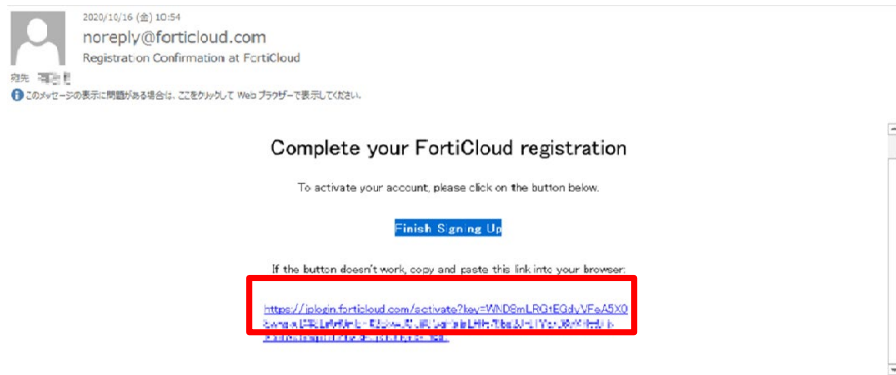 2020/10/16 (金) 10:54
noreply@forticloud.com
Registration Confirmation at FortiCloud
宛先
このメッセージの表示に問題がある場合は、ここをクリックして Web ブラウザーで表示してください。
Complete your FortiCloud registration
To activate your account, please click on the button below.
Finish Signing Up
If the button doesn't work, copy and paste this link into your browser:
https://jplogin.forticloud.com/activate?key=WND8mLRGtEGdyVFeA5X0